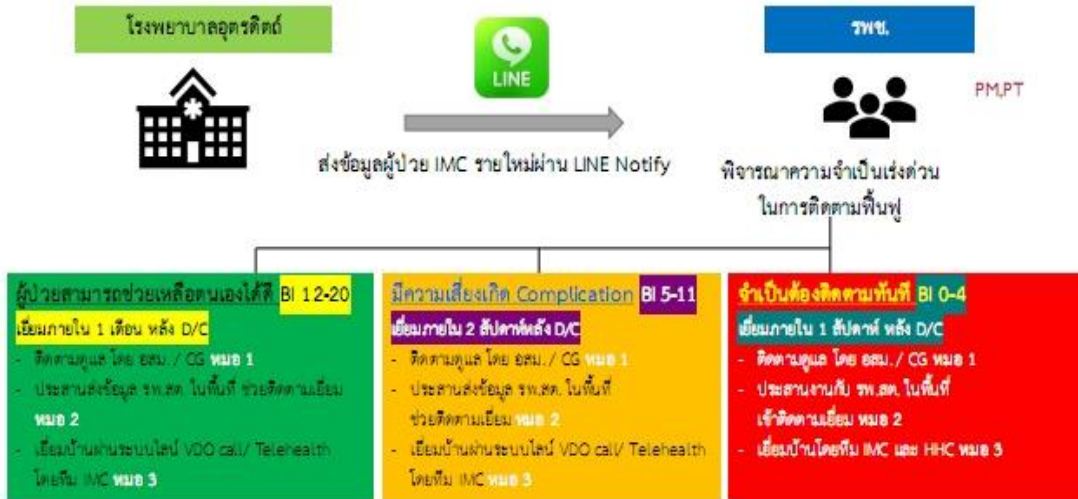 โรงพยาบาลอุตรดิตถ์
LINE
รพช.
PM,PT
ส่งข้อมูลผู้ป่วย IMC รายใหม่ผ่าน LINE Notify
พิจารณาความจำเป็นเร่งด่วน
ในการติดตามฟื้นฟู
ผู้ป่วยสามารถช่วยเหลือตนเองได้ดี BI 12-20
เยี่ยมภายใน 1 เดือน หลัง D/C
- ติดตามดูแล โดย อสม. / CG หมอ 1
- ประสานส่งข้อมูล รพ.สต. ในพื้นที่ ช่วยติดตามเยี่ยม
หมอ 2
- เยี่ยมบ้านผ่านระบบไลน์ VDO call/ Telehealth
โดยทีม IMC หมอ 3
มีความเสี่ยงเกิด Complication BI 5-11
เยี่ยมภายใน 2 สัปดาห์หลัง D/C
- ติดตามดูแล โดย อสม. / CG หมอ 1
- ประสานส่งข้อมูล รพ.สต. ในพื้นที่
ช่วยติดตามเยี่ยม หมอ 2
- เยี่ยมบ้านผ่านระบบไลน์ VDO call/ Telehealth
โดยทีม IMC หมอ 3
จำเป็นต้องติดตามทันที BI 0-4
เยี่ยมภายใน 1 สัปดาห์ หลัง D/C
- ติดตามดูแล โดย อสม. / CG หมอ 1
- ประสานงานกับ รพ.สต. ในพื้นที่
เข้าติดตามเยี่ยม หมอ 2
- เยี่ยมบ้านโดยทีม IMC และ HHC หมอ 3